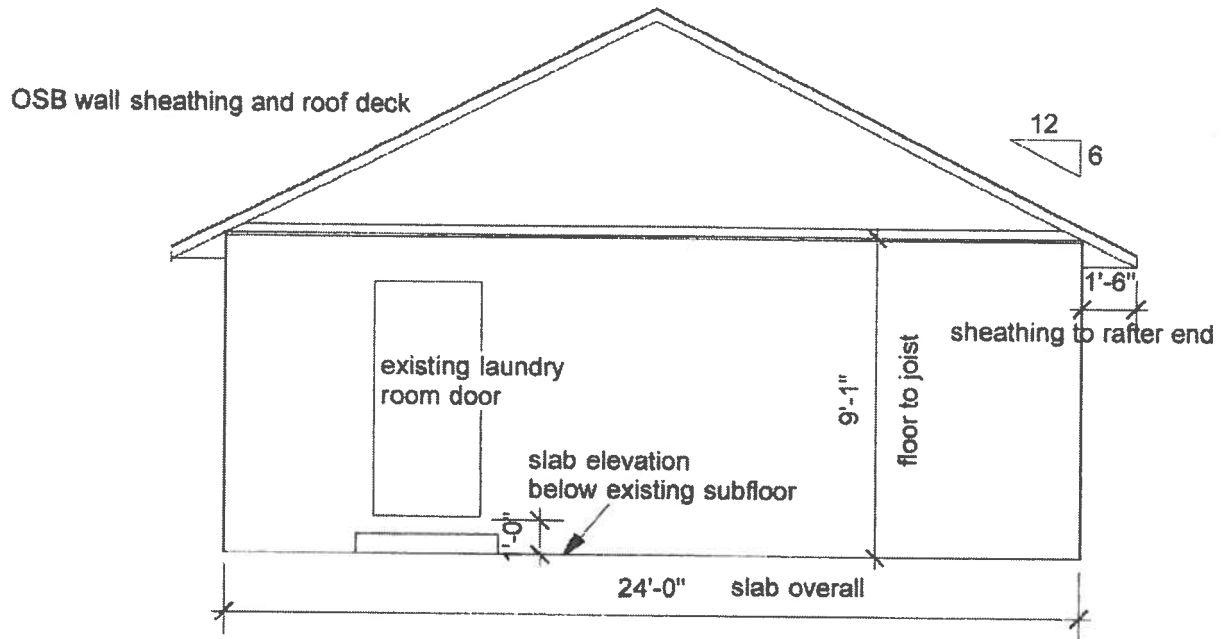 OSB wall sheathing and roof deck
12
6
1'-6"
sheathing to rafter end
existing laundry
room door
9'-1"
floor to joist
slab elevation
below existing subfloor
1'-0"
24'-0" slab overall